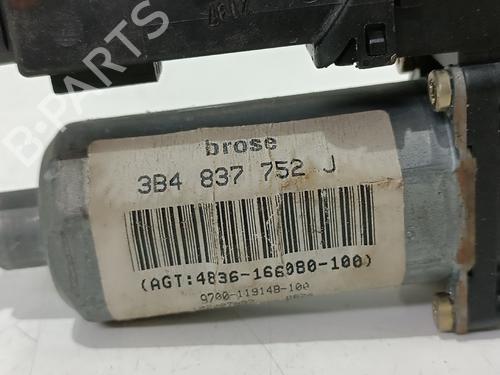 brose
3B4 837 752 J
(AGT:4836-166080-100)
9700-119148-100
B-PARTS